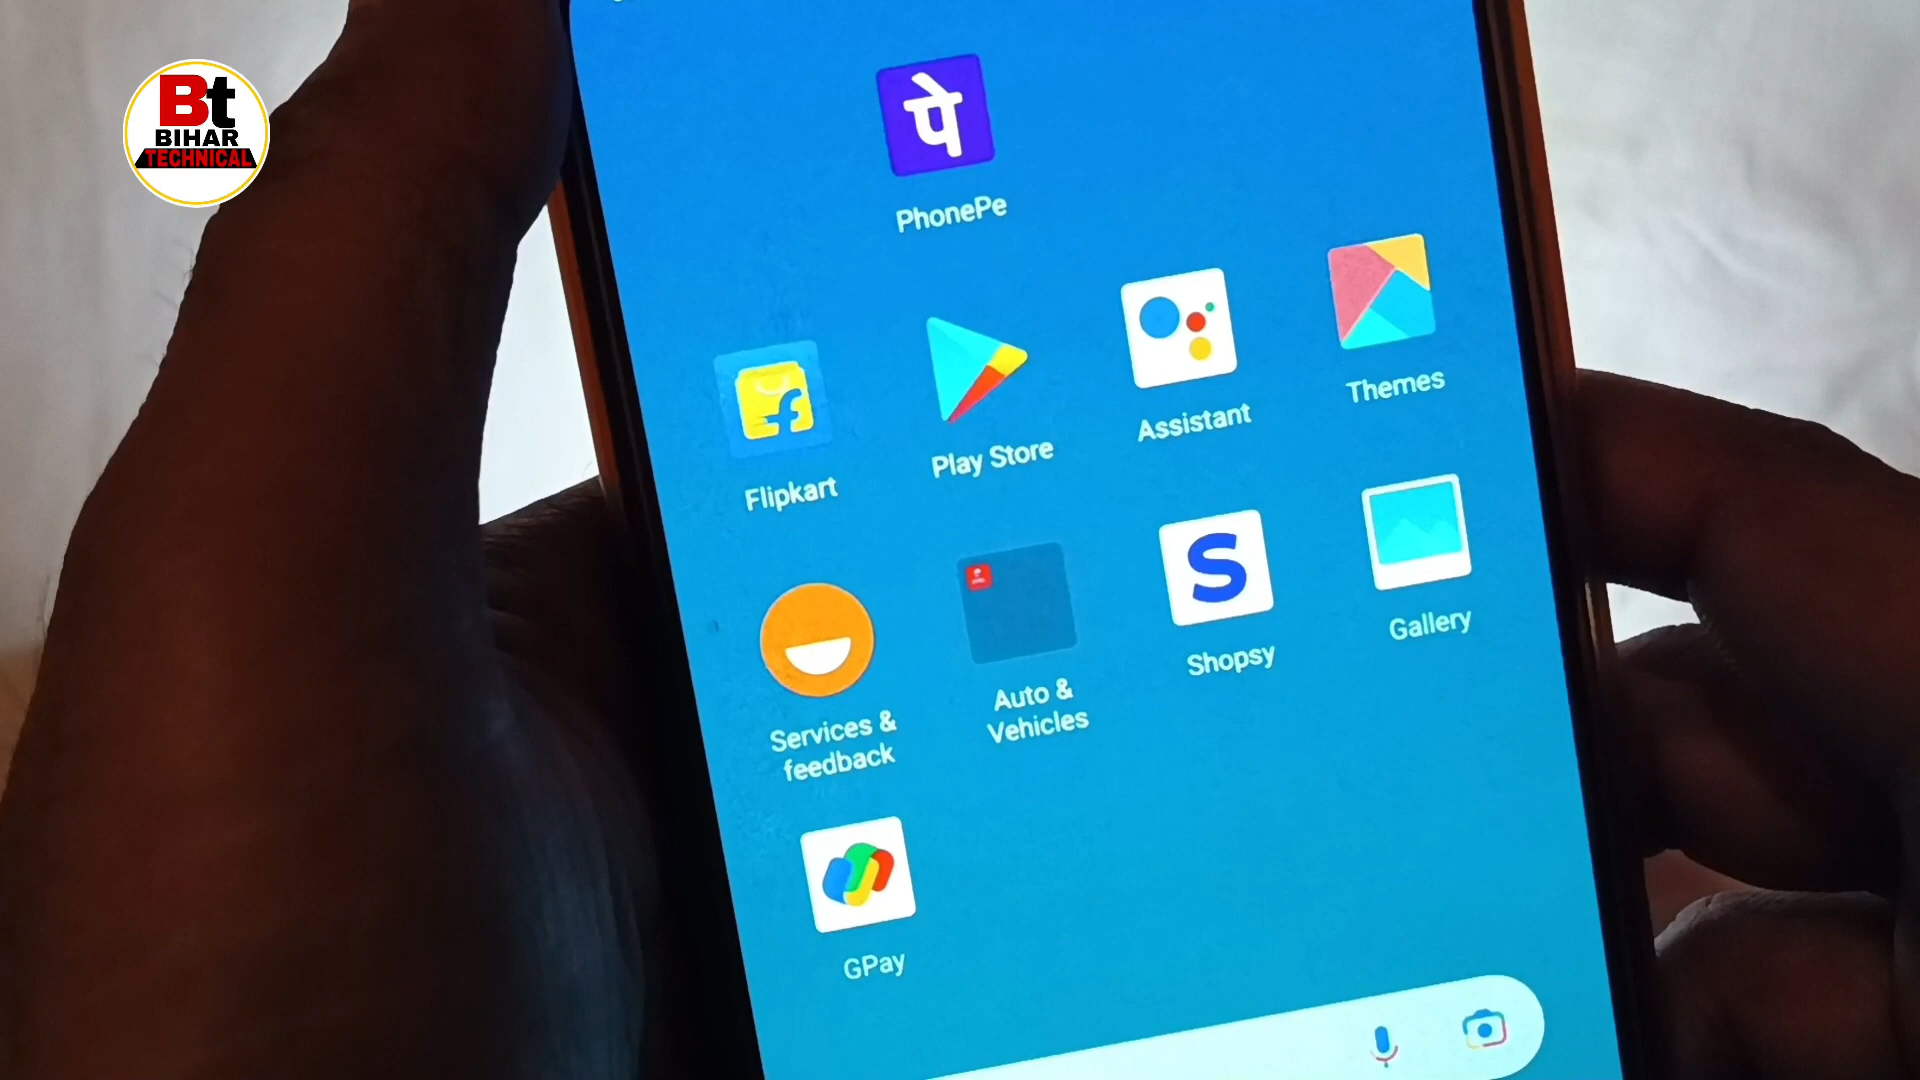 Bt
BIHAR
TECHNICAL
पे
PhonePe
Flipkart
Play Store
Assistant
Themes
Services &
feedback
Auto &
Vehicles
S
Shopsy
Gallery
GPay